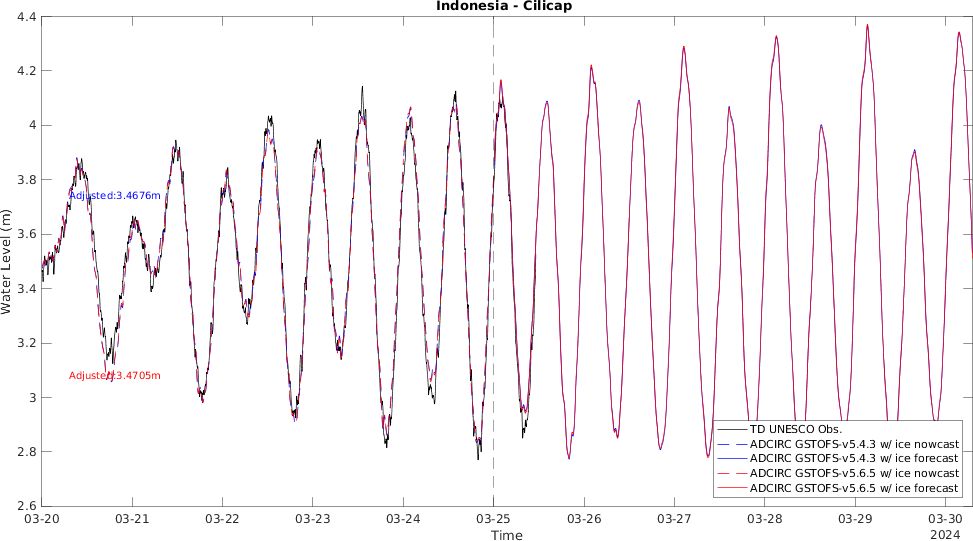 Indonesia - Cilicap
4.4
4.2
4
3.8
3.6
3.4
3.2
3
2.8
2.6
Water Level (m)
Adjusted:3.4676m
Adjusted:3.4705m
TD UNESCO Obs.
ADCIRC GSTOFS-v5.4.3 w/ ice nowcast
ADCIRC GSTOFS-v5.4.3 w/ ice forecast
ADCIRC GSTOFS-v5.6.5 w/ ice nowcast
ADCIRC GSTOFS-v5.6.5 w/ ice forecast
03-20 03-21 03-22 03-23 03-24 03-25 03-26 03-27 03-28 03-29 03-30
Time
2024